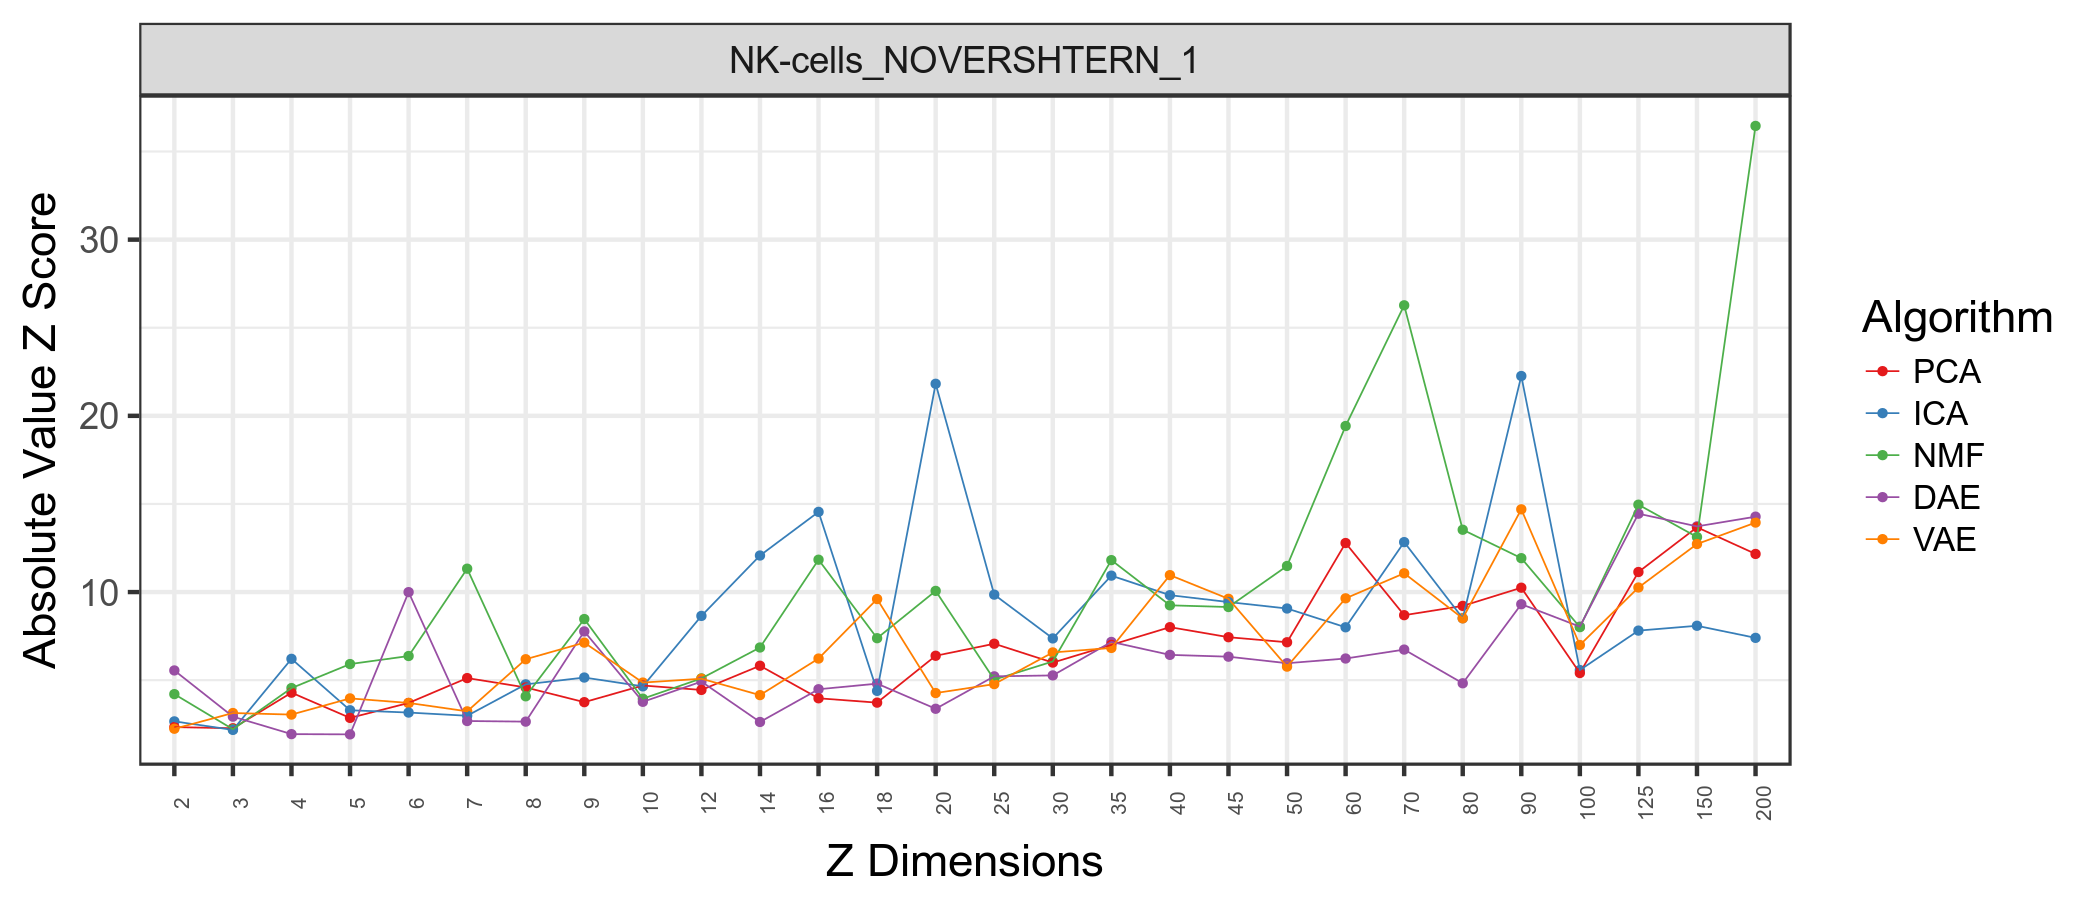 NK-cells_NOVERSHTERN_1
Absolute Value Z Score
30
20
10
2 3 4 5 6 7 8 9 10 12 14 16 18 20 25 30 35 40 45 50 60 70 80 90 100 125 150 200
Z Dimensions
Algorithm
PCA
ICA
NMF
DAE
VAE